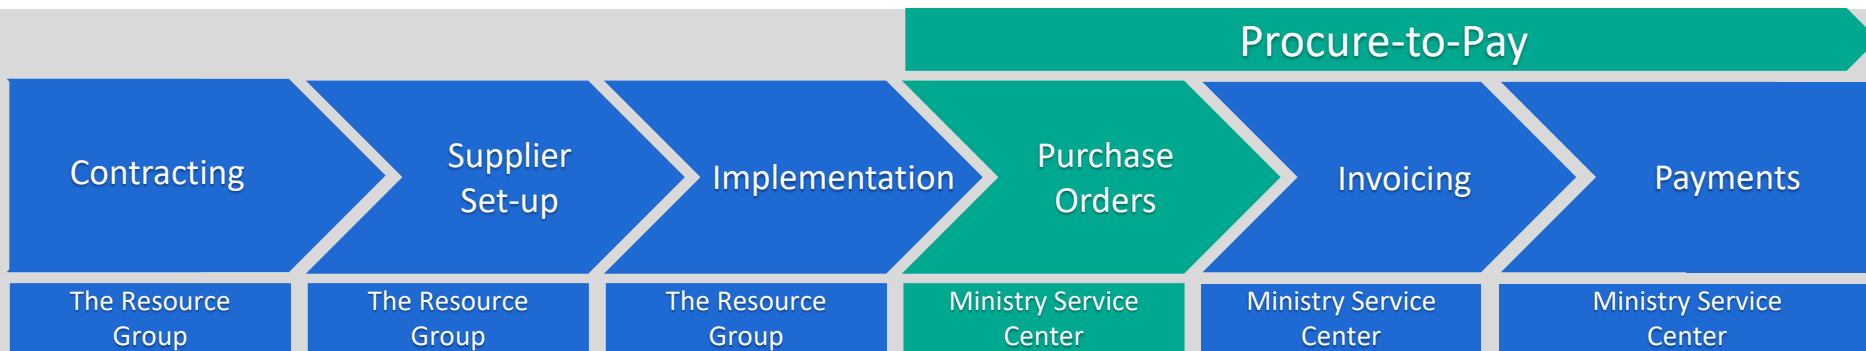 Procure-to-Pay
Contracting
Supplier
Set-up
Implementation
Purchase
Orders
Invoicing
Payments
The Resource
Group
The Resource
Group
The Resource
Group
Ministry Service
Center
Ministry Service
Center
Ministry Service
Center